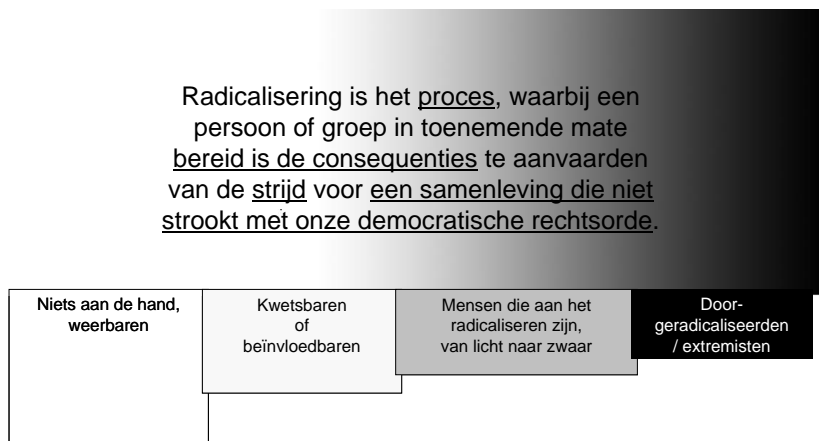 Radicalisering is het proces, waarbij een
persoon of groep in toenemende mate
bereid is de consequenties te aanvaarden
van de strijd voor een samenleving die niet
strookt met onze democratische rechtsorde.
Niets aan de hand,
weerbaren
Kwetsbaren
of
beïnvloedbaren
Mensen die aan het
radicaliseren zijn,
van licht naar zwaar
Door-
geradicaliseerden
/ extremisten